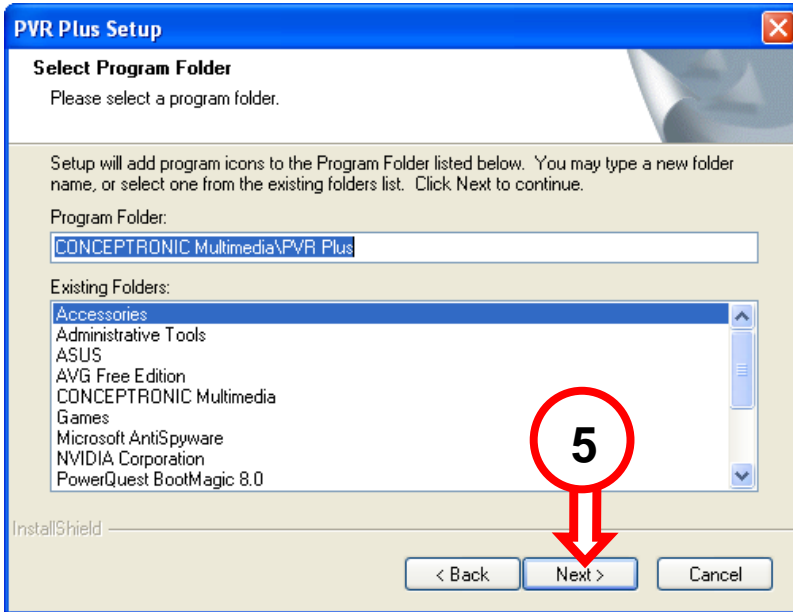 PVR Plus Setup
Select Program Folder
Please select a program folder.
Setup will add program icons to the Program Folder listed below. You may type a new folder
name, or select one from the existing folders list. Click Next to continue.
Program Folder:
CONCEPTRONIC Multimedia\PVR Plus
Existing Folders:
Accessories
Administrative Tools
ASUS
AVG Free Edition
CONCEPTRONIC Multimedia
Games
Microsoft AntiSpyware
NVIDIA Corporation
PowerQuest BootMagic 8.0
5
InstallShield
< Back Next > Cancel